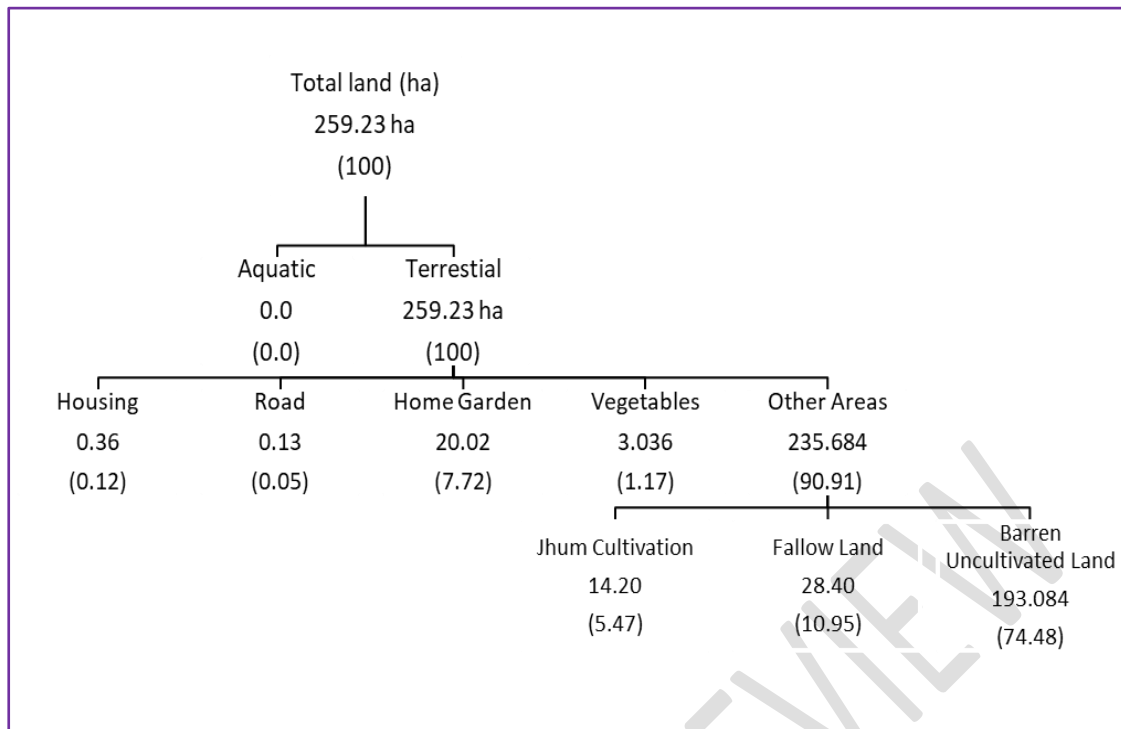 Total land (ha)
259.23 ha
(100)
Aquatic
Terrestial
0.0
259.23 ha
(0.0)
(100)
Housing
Road
Home Garden
Vegetables
Other Areas
0.36
0.13
20.02
3.036
235.684
(0.12)
(0.05)
(7.72)
(1.17)
(90.91)
Jhum Cultivation
Fallow Land
Barren
Uncultivated Land
14.20
28.40
193.084
(5.47)
(10.95)
(74.48)